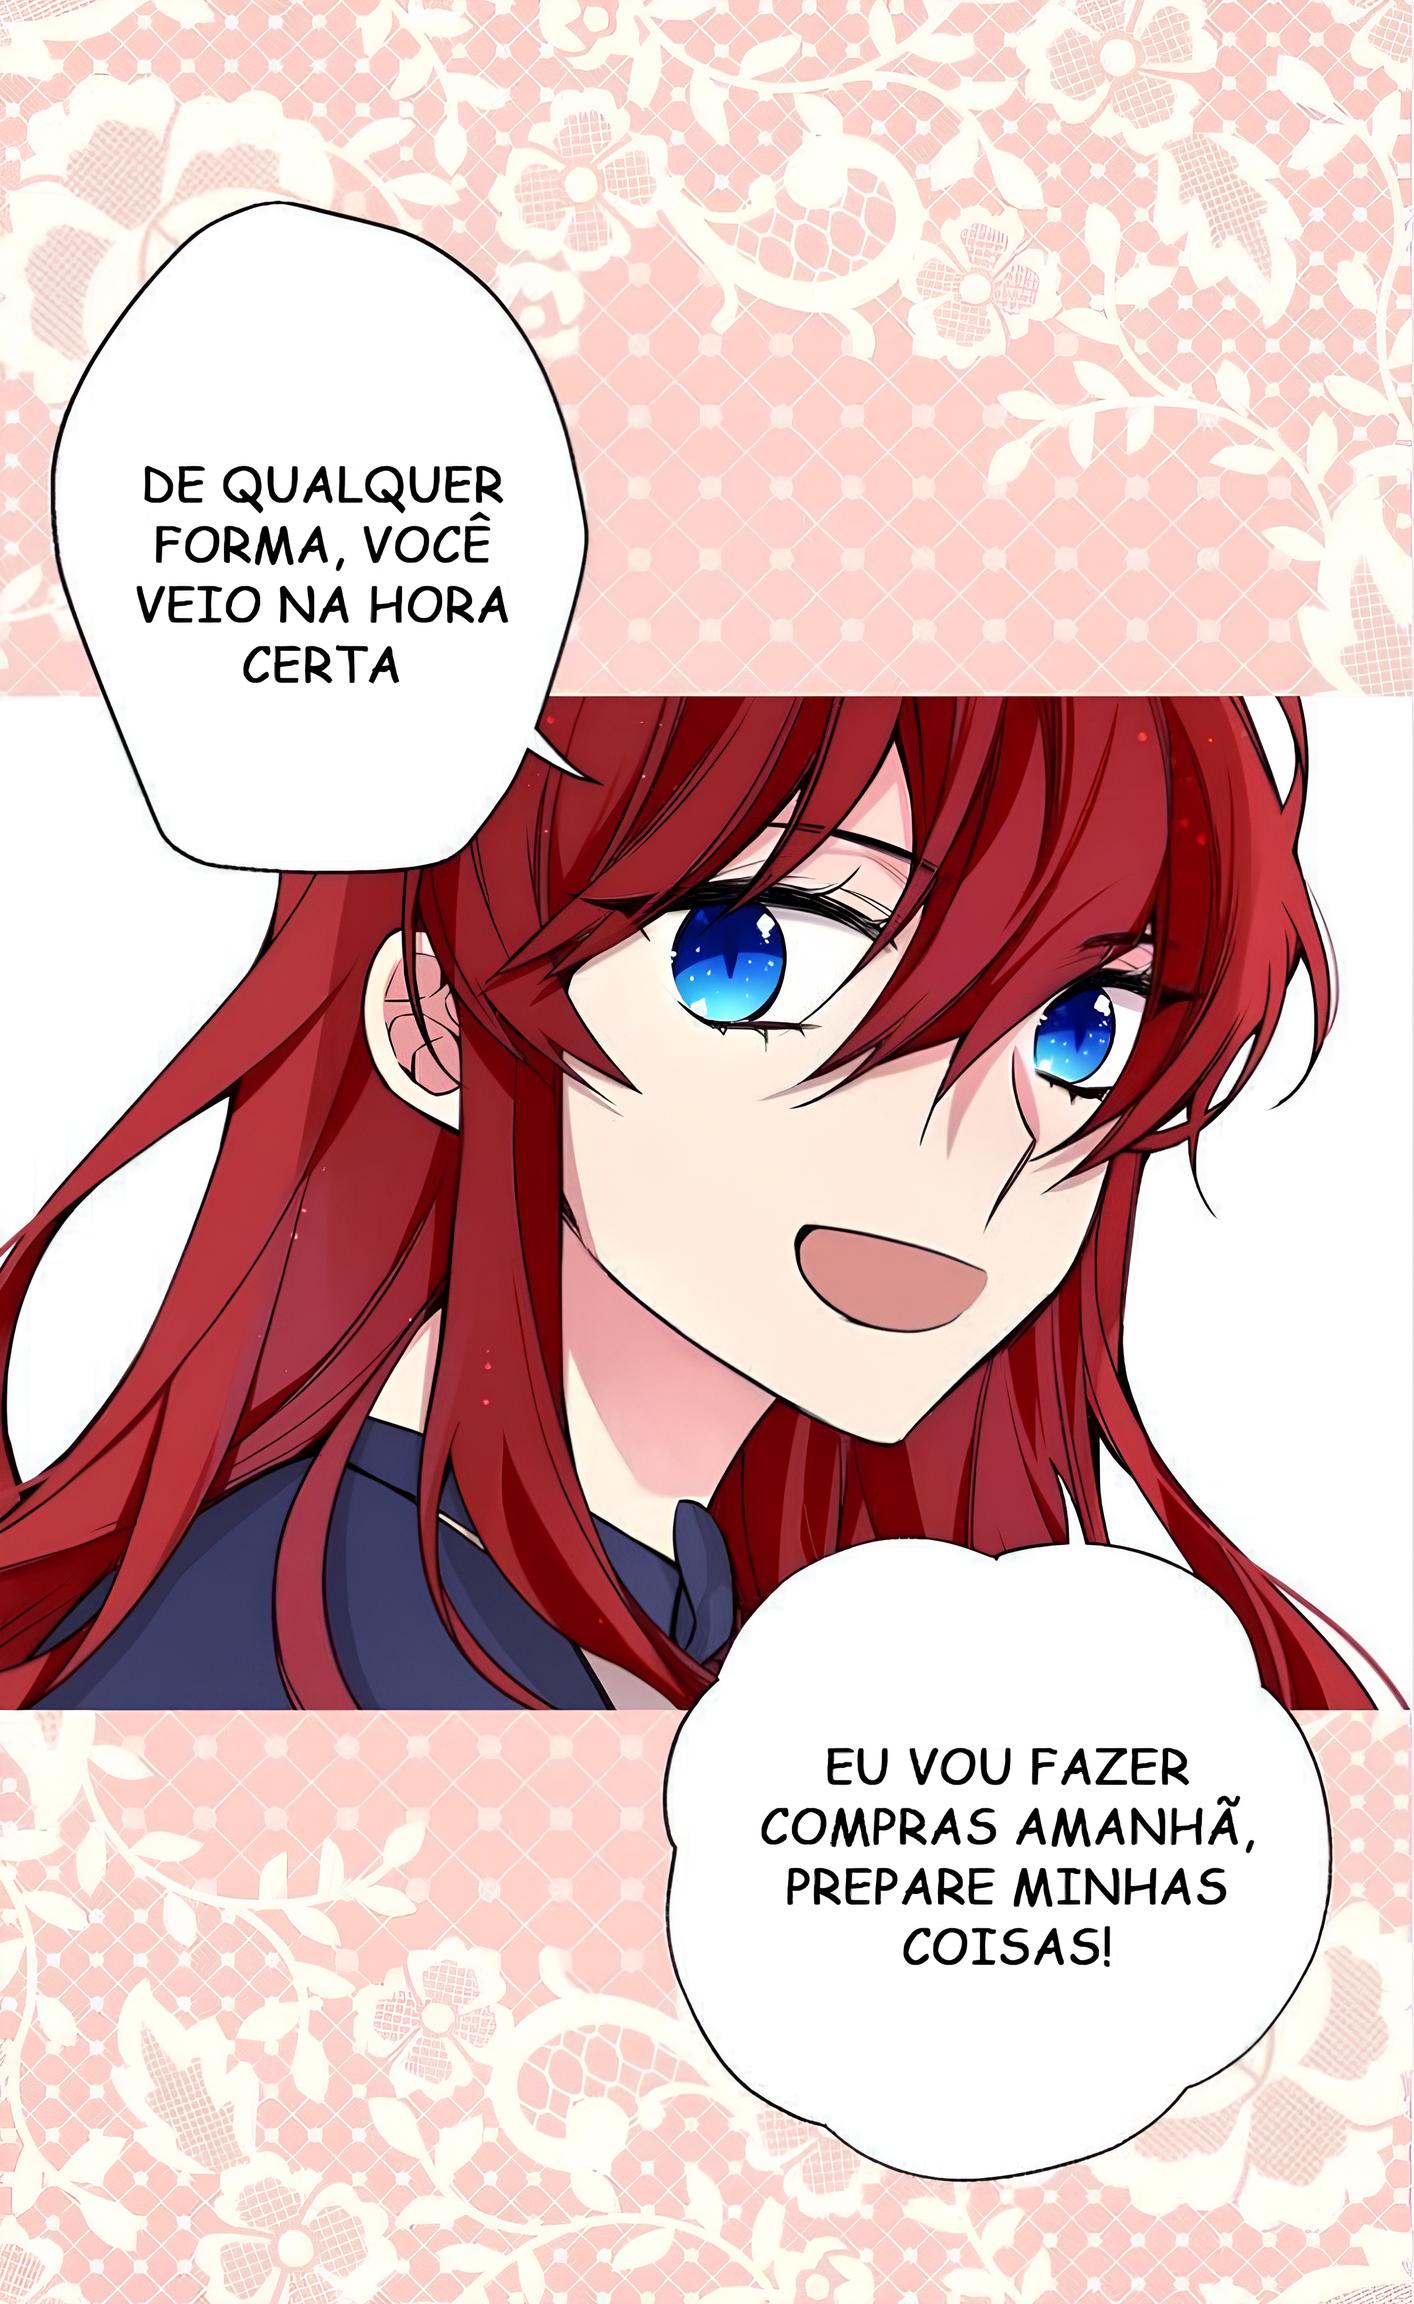 DE QUALQUER
FORMA, VOCÊ
VEIO NA HORA
CERTA
EU VOU FAZER
COMPRAS AMANHÃ,
PREPARE MINHAS
COISAS!